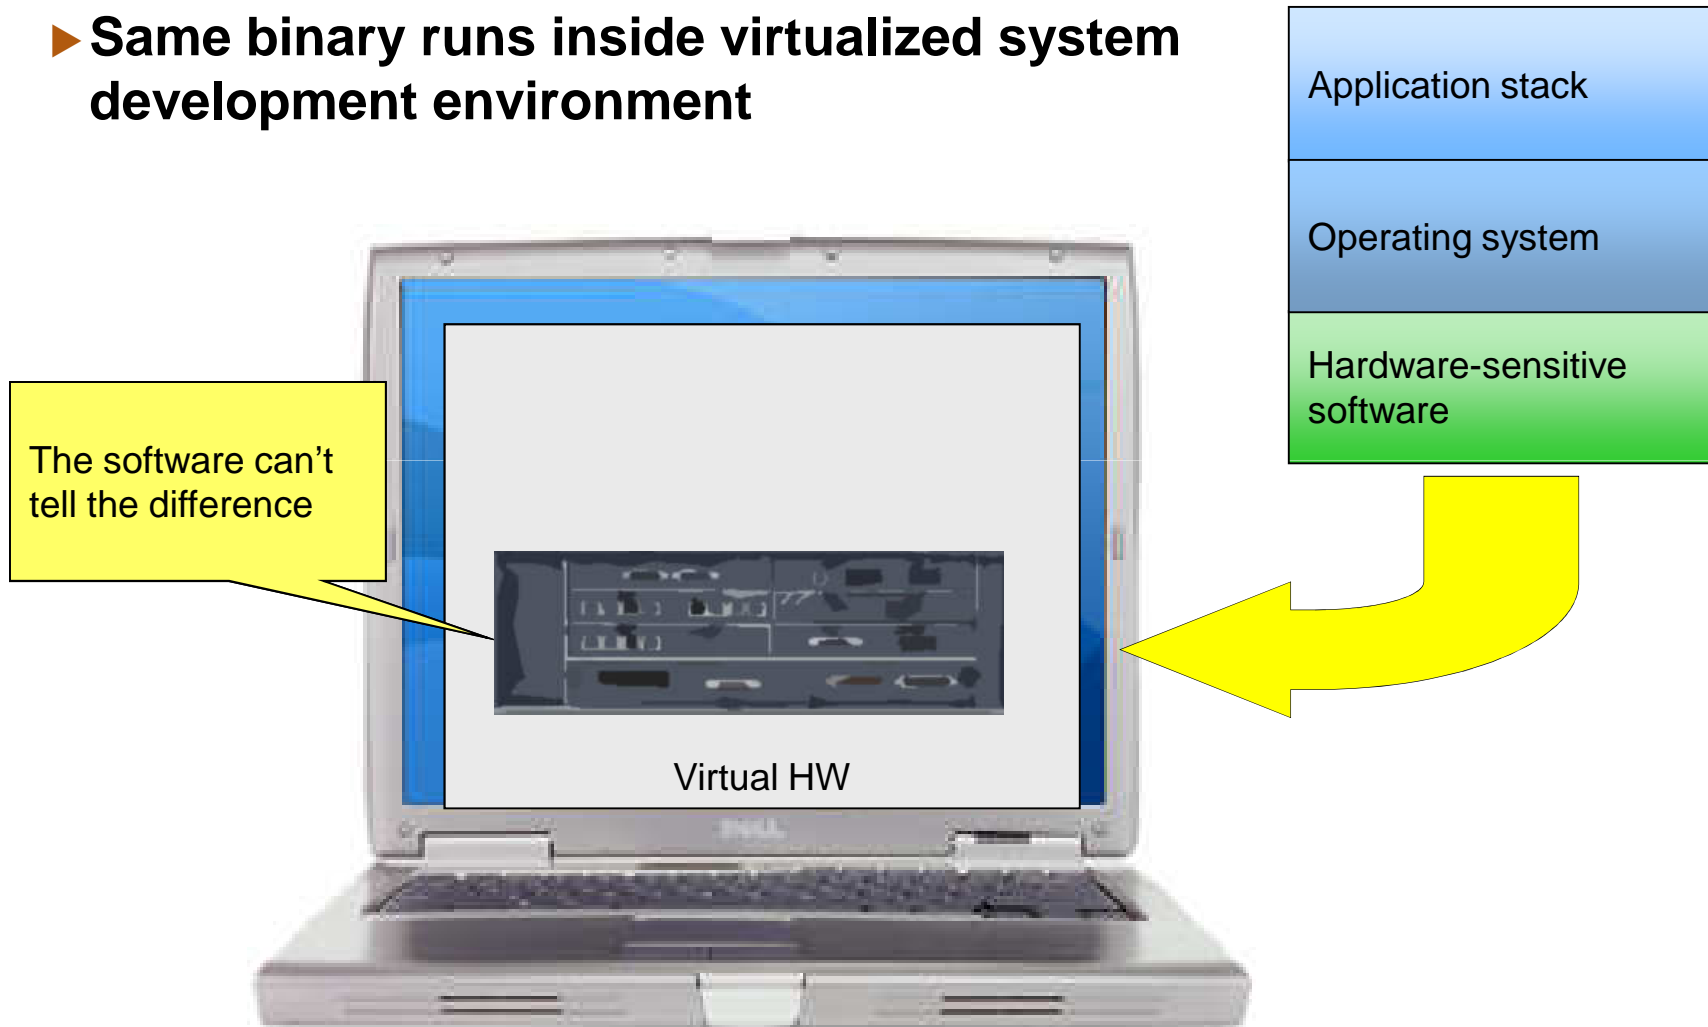 Same binary runs inside virtualized system
development environment
Application stack
Operating system
Hardware-sensitive
software
The software can’t
tell the difference
Virtual HW
DELL